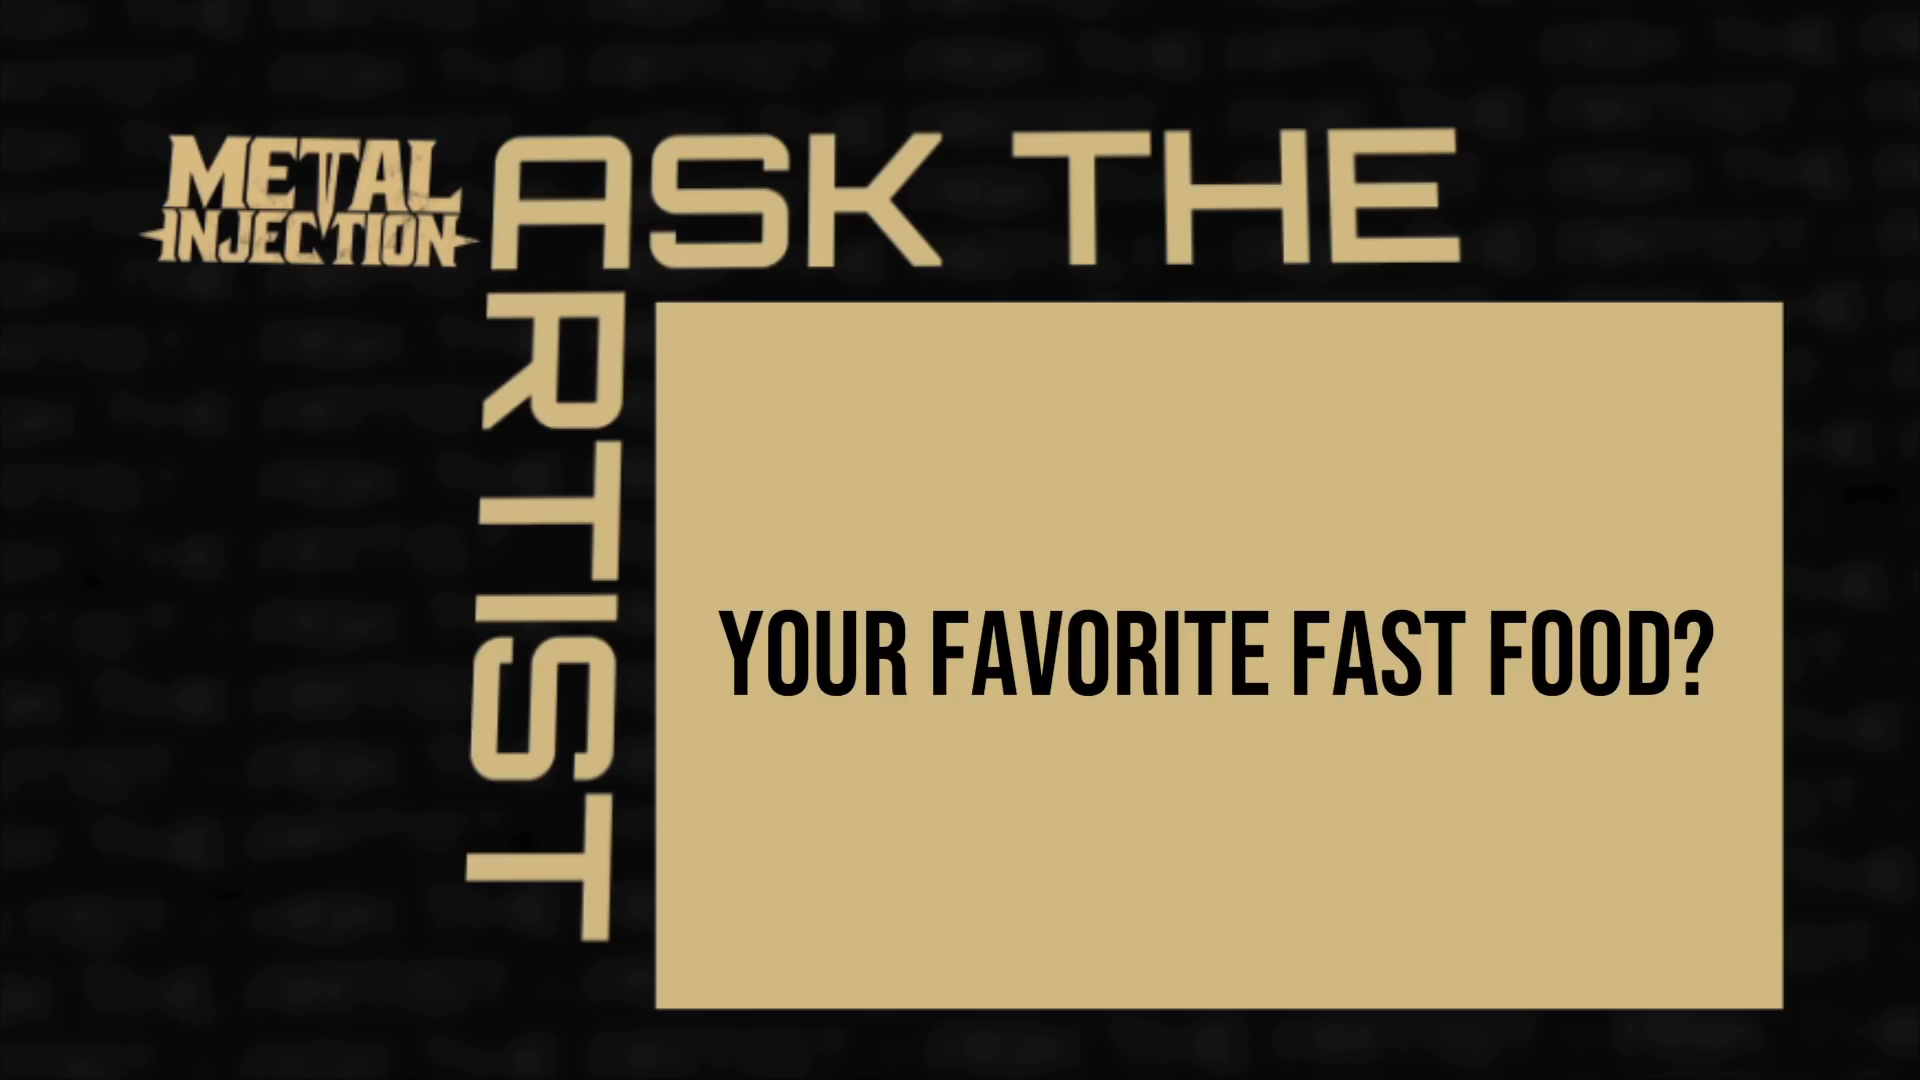 METAL
INJECTION
ASK THE
ARTIST
YOUR FAVORITE FAST FOOD?